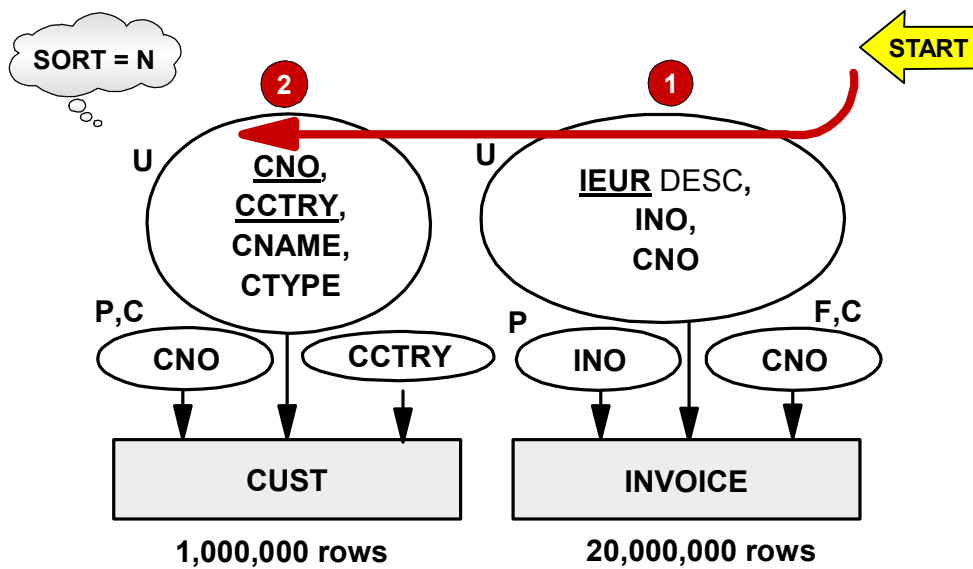 SORT = N
START
2
1
U
CNO,
CCTRY,
CNAME,
CTYPE
U
IEUR DESC,
INO,
CNO
P,C
CNO
CCTRY
P
INO
F,C
CNO
CUST
INVOICE
1,000,000 rows
20,000,000 rows